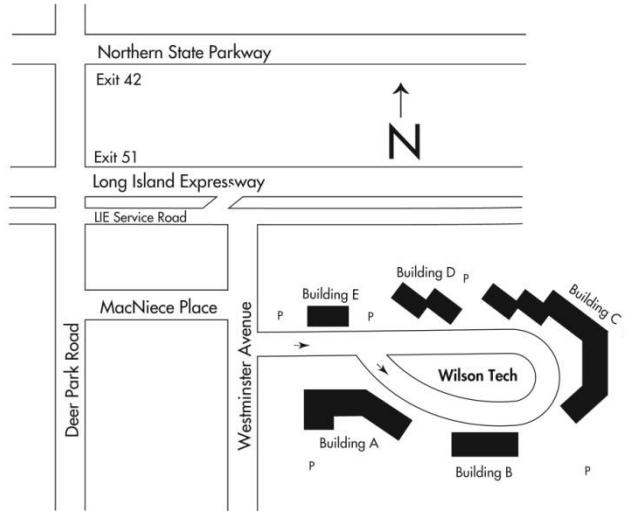 Northern State Parkway
Exit 42
N
Exit 51
Long Island Expressway
LIE Service Road
Building D
P
Building C
Building E
MacNiece Place
P
P
Deer Park Road
Westminster Avenue
Wilson Tech
Building A
Building B
P
P